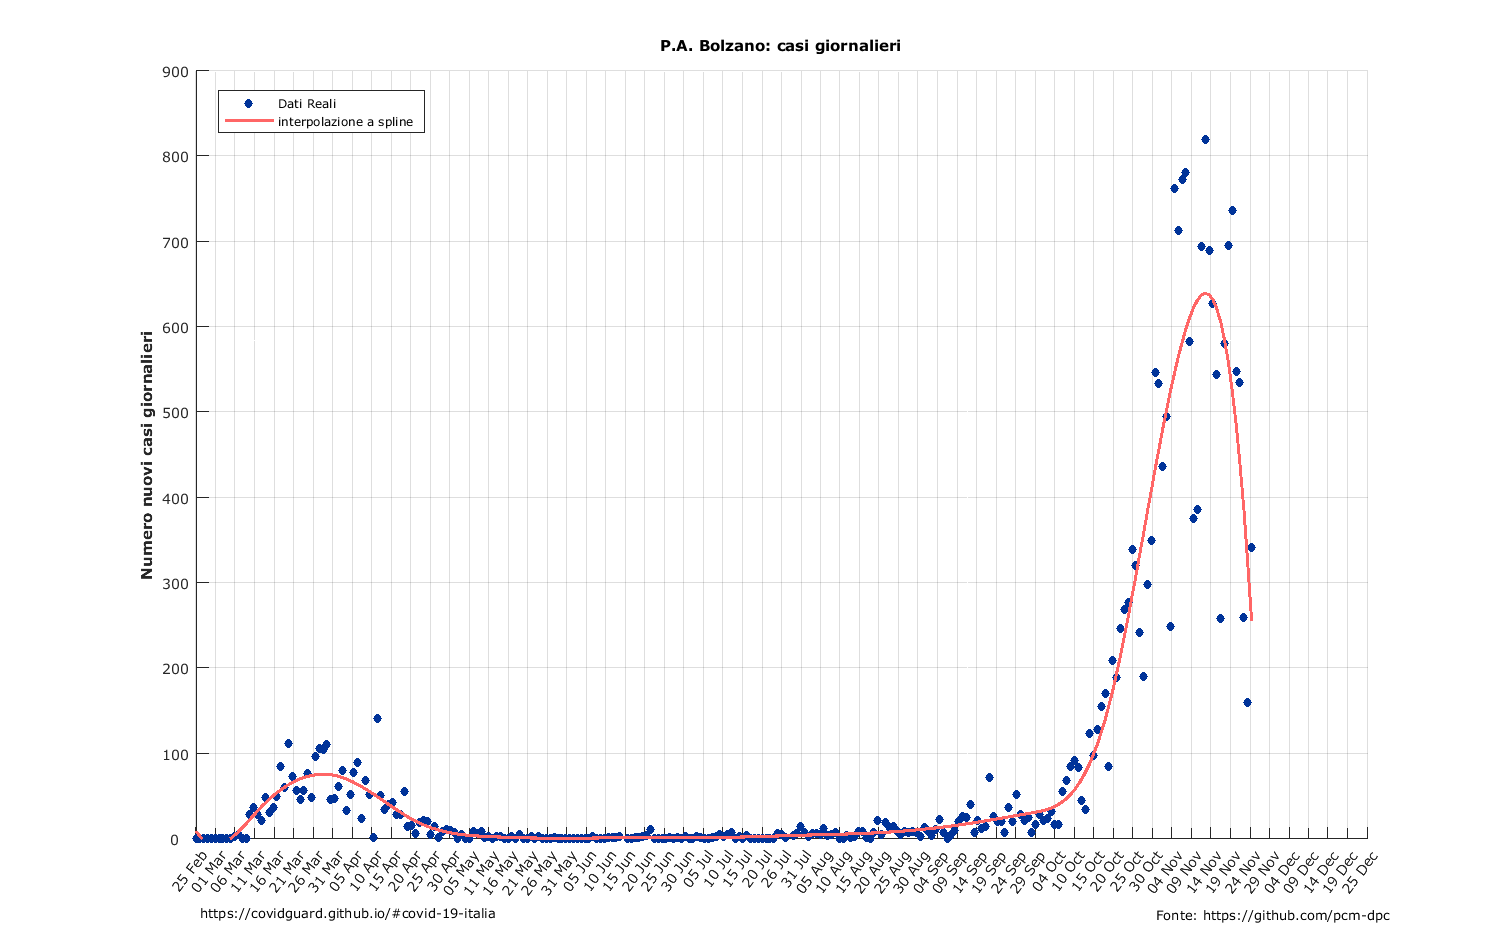 P.A. Bolzano: casi giornalieri
900
800
700
600
500
400
300
200
100
0
Numero nuovi casi giornalieri
Dati Reali
interpolazione a spline
25 Feb
01 Mar
06 Mar
11 Mar
16 Mar
21 Mar
26 Mar
31 Mar
05 Apr
10 Apr
15 Apr
20 Apr
25 Apr
30 Apr
05 May
11 May
16 May
21 May
26 May
31 May
05 Jun
10 Jun
15 Jun
20 Jun
25 Jun
30 Jun
05 Jul
10 Jul
15 Jul
20 Jul
26 Jul
31 Jul
05 Aug
10 Aug
15 Aug
20 Aug
25 Aug
30 Aug
04 Sep
09 Sep
14 Sep
19 Sep
24 Sep
29 Sep
04 Oct
10 Oct
15 Oct
20 Oct
25 Oct
30 Oct
04 Nov
09 Nov
14 Nov
19 Nov
24 Nov
29 Nov
04 Dec
09 Dec
14 Dec
19 Dec
25 Dec
https://covidguard.github.io/#covid-19-italia
Fonte: https://github.com/pcm-dpc